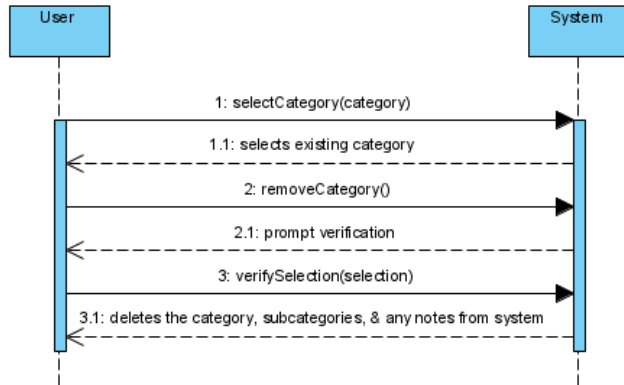 User
System
1: selectCategory(category)
1.1: selects existing category
2: removeCategory()
2.1: prompt verification
3: verifySelection(selection)
3.1: deletes the category, subcategories, & any notes from system